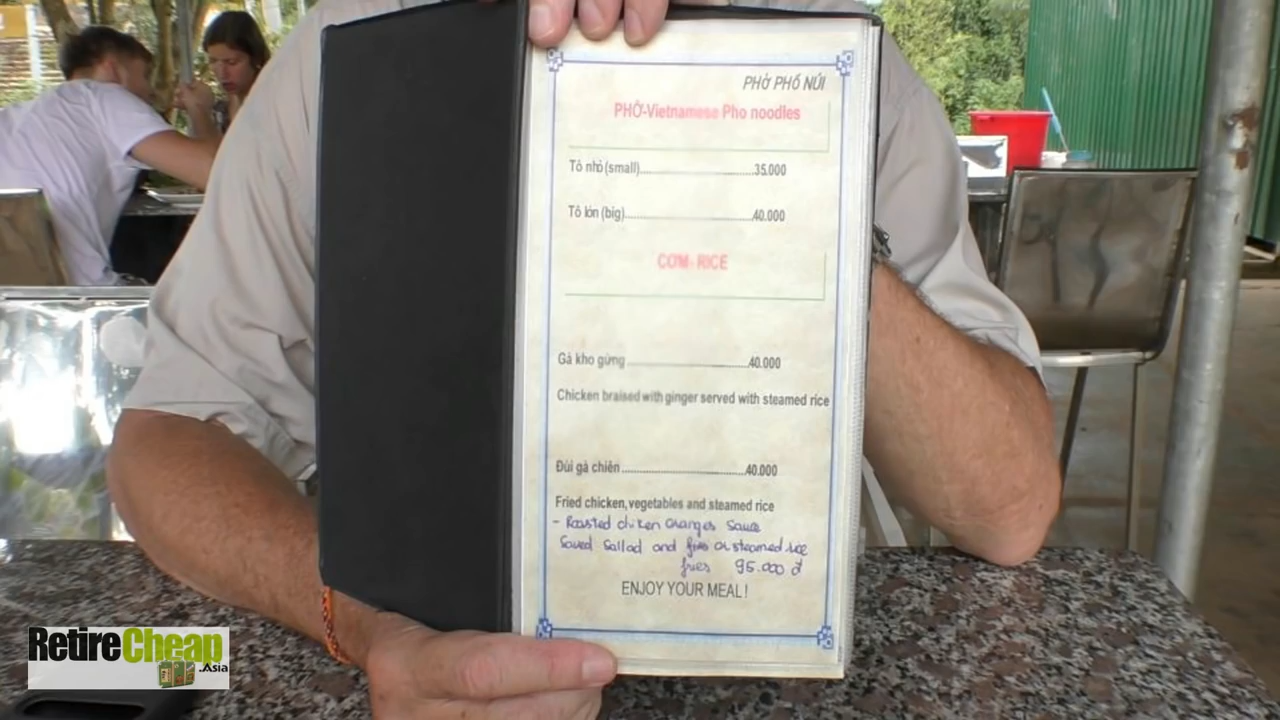 PHỞ PHỐ NÚI
PHỞ-Vietnamese Pho noodles
Tô nhỏ (small)..........................35.000
Tô lớn (big)..........................40.000
CƠM- RICE
Gà kho gừng..........................40.000
Chicken braised with ginger served with steamed rice
Đùi gà chiên..........................40.000
Fried chicken, vegetables and steamed rice
- Roasted chiken Oranges Sauce
Saved Sallad and fries or steamed rice
fries 95.000 đ
ENJOY YOUR MEAL!
RetireCheap
.Asia